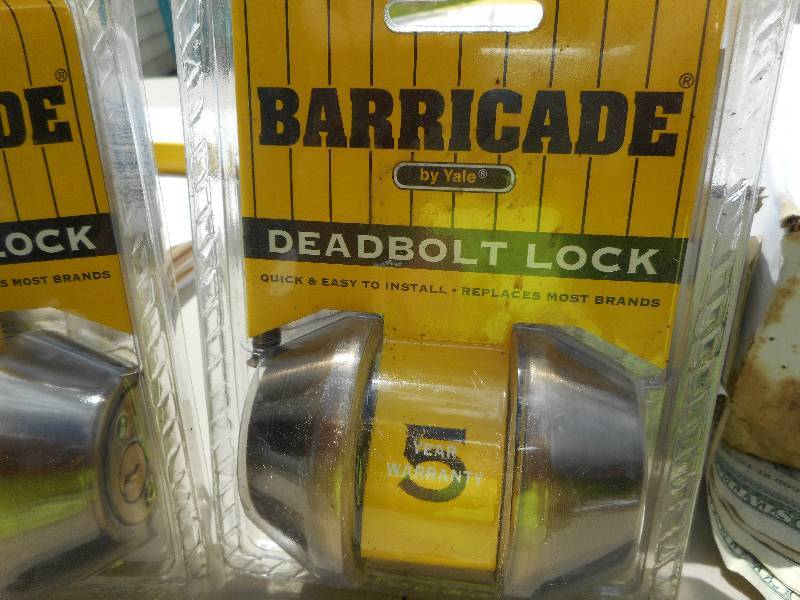 BARRICADE®
by Yale®
DEADBOLT LOCK
QUICK & EASY TO INSTALL • REPLACES MOST BRANDS
5
YEAR
WARRANTY
DE®
LOCK
S MOST BRANDS